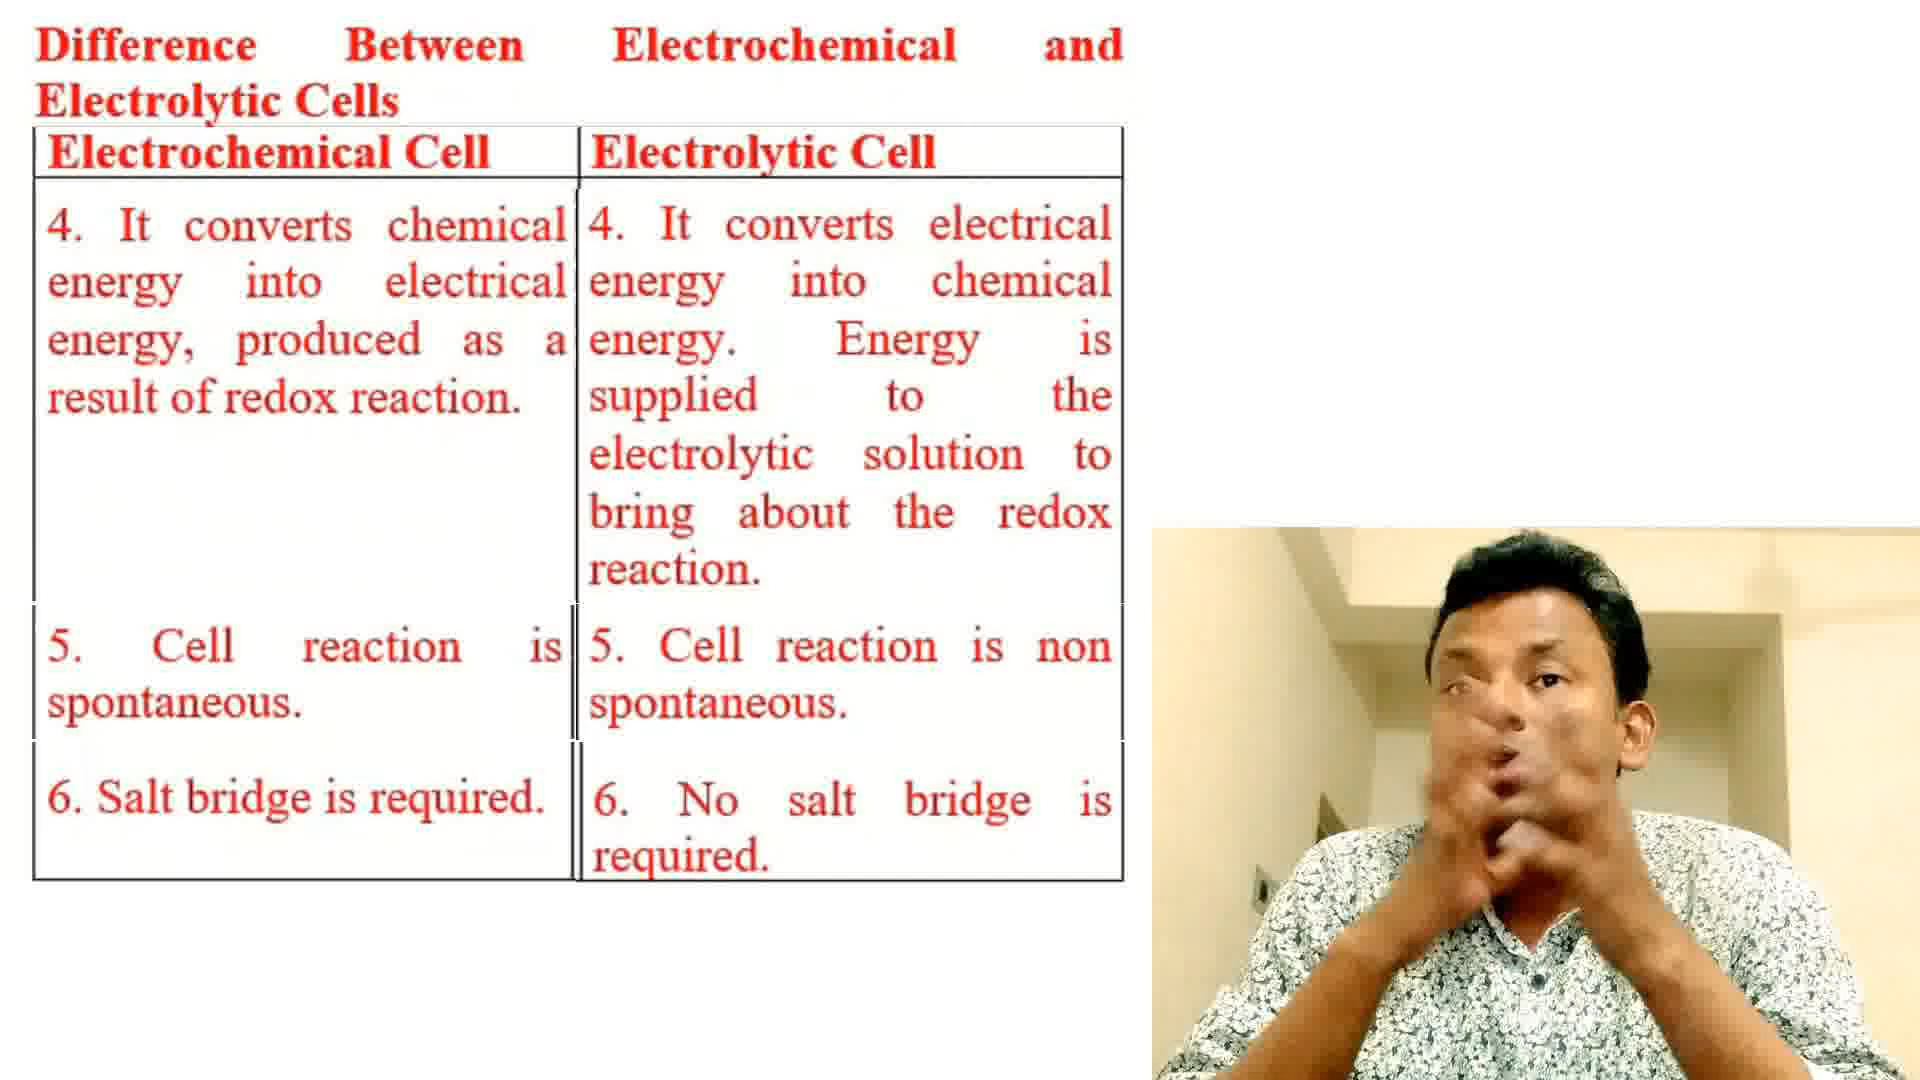 Difference Between Electrochemical and
Electrolytic Cells
Electrochemical Cell
4. It converts chemical
energy into electrical
energy, produced as a
result of redox reaction.
5. Cell reaction is
spontaneous.
6. Salt bridge is required.
Electrolytic Cell
4. It converts electrical
energy into chemical
energy. Energy is
supplied to the
electrolytic solution to
bring about the redox
reaction.
5. Cell reaction is non
spontaneous.
6. No salt bridge is
required.